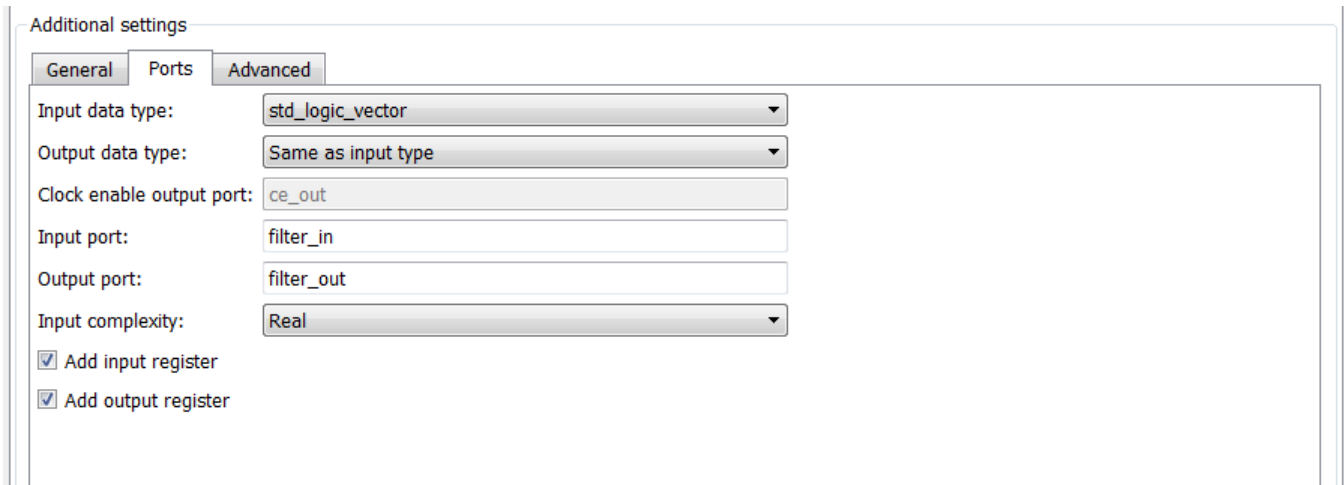 Additional settings
General Ports Advanced
Input data type: std_logic_vector
Output data type: Same as input type
Clock enable output port: ce_out
Input port: filter_in
Output port: filter_out
Input complexity: Real
Add input register
Add output register